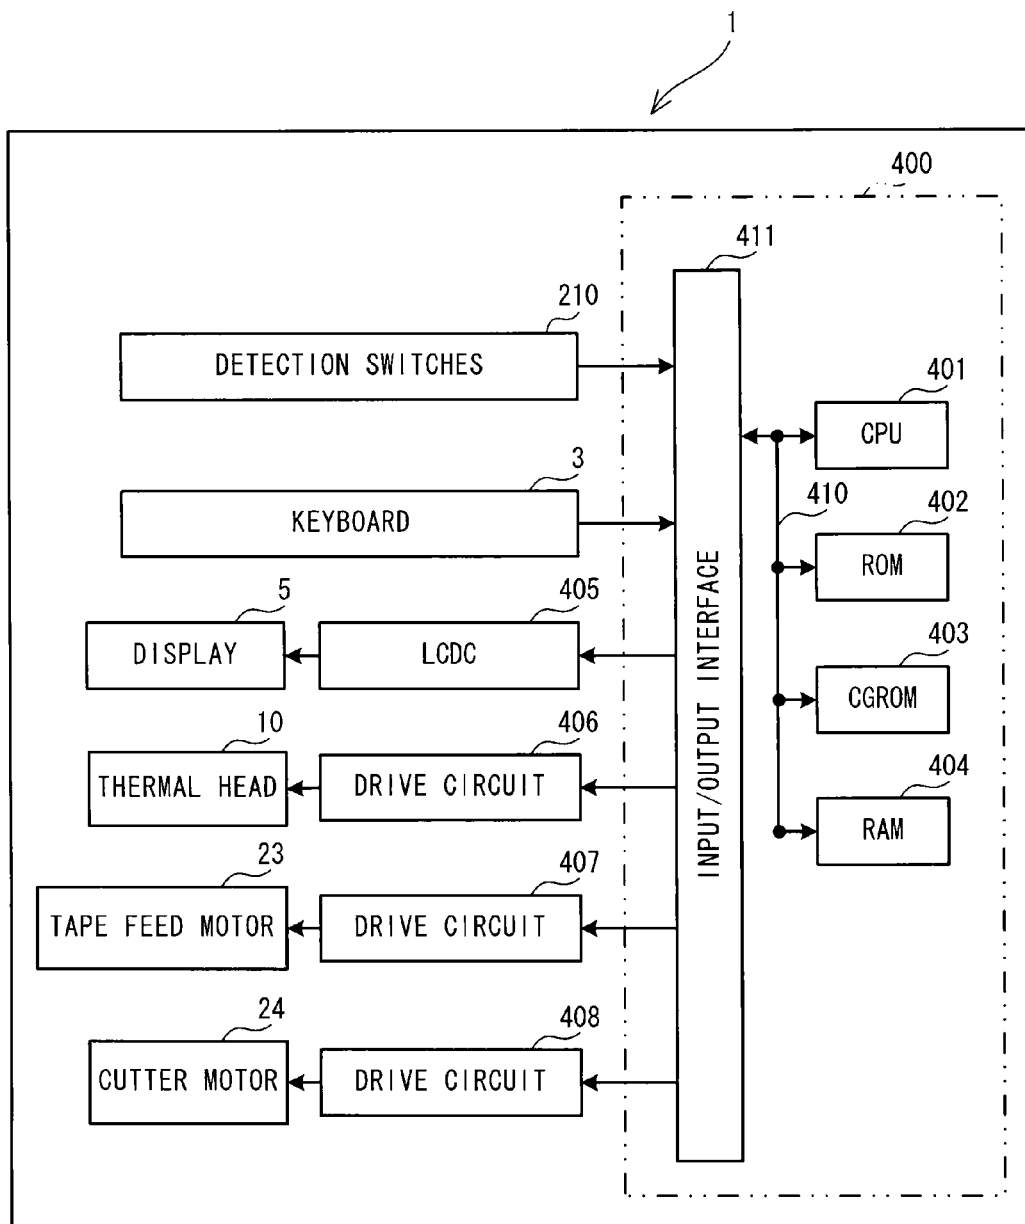 1
400
411
210
DETECTION SWITCHES
401
CPU
3
KEYBOARD
410
402
ROM
5
DISPLAY
405
LCDC
403
CGROM
INPUT/OUTPUT INTERFACE
10
THERMAL HEAD
406
DRIVE CIRCUIT
404
RAM
23
TAPE FEED MOTOR
407
DRIVE CIRCUIT
24
CUTTER MOTOR
408
DRIVE CIRCUIT